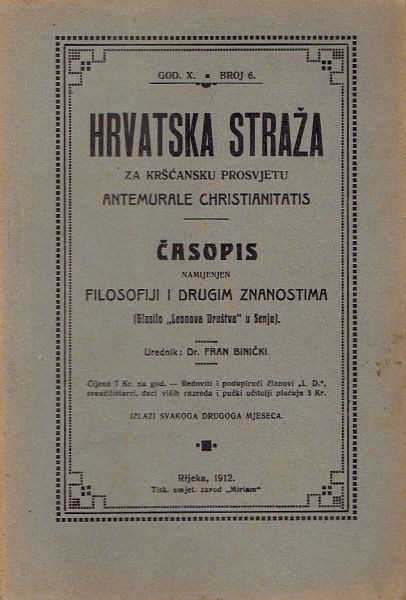 GOD. X. ▪ BROJ 6.
HRVATSKA STRAŽA
ZA KRŠĆANSKU PROSVJETU
ANTEMURALE CHRISTIANITATIS
ČASOPIS
NAMIJENJEN
FILOSOFIJI I DRUGIM ZNANOSTIMA
(Glasilo „Leonova Društva" u Senju).
Urednik: Dr. FRAN BINIČKI.
Cijena 7 Kr. na god. — Redoviti i podupirući članovi „L. D.",
sveučilištarci, đaci viših razreda i pučki učitelji plaćaju 3 Kr.
IZLAZI SVAKOGA DRUGOGA MJESECA.
Rijeka, 1912.
Tisk. umjet. zavod „Miriam"